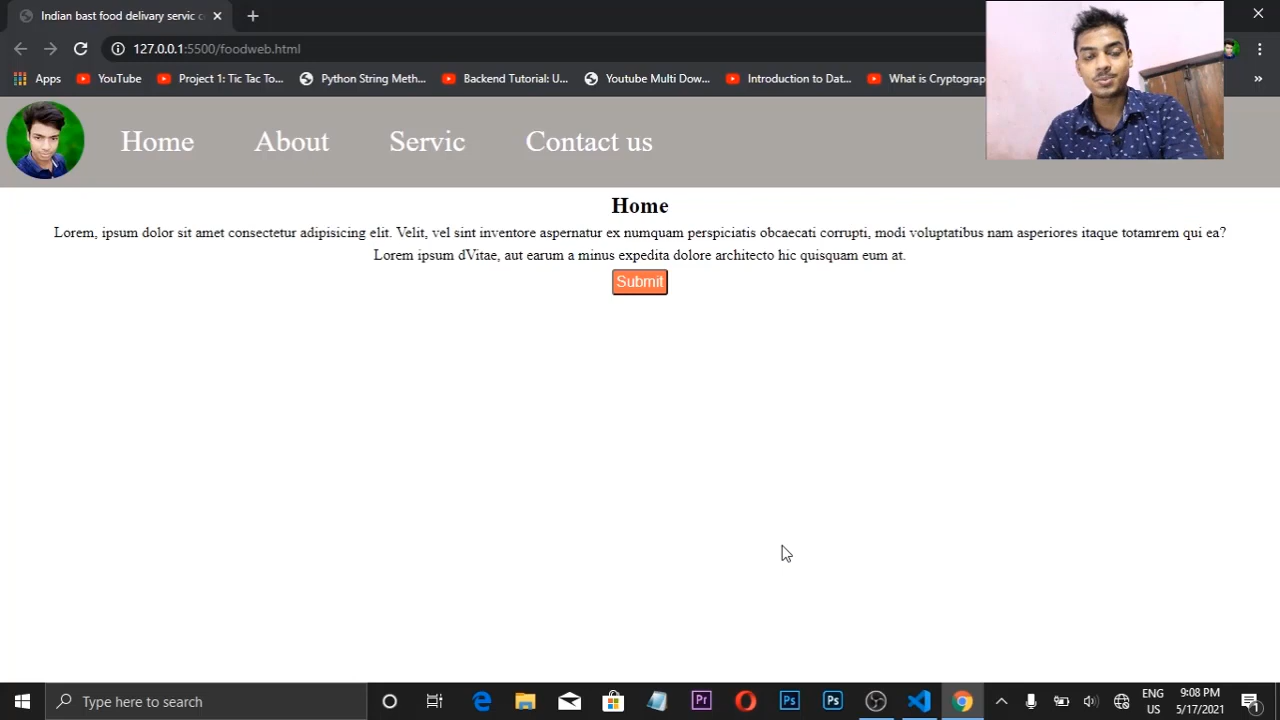 Indian bast food delivary servic c
127.0.0.1:5500/foodweb.html
Apps YouTube Project 1: Tic Tac To... Python String Meth... Backend Tutorial: U... Youtube Multi Dow... Introduction to Dat... What is Cryptograp »
Home About Servic Contact us
Home
Lorem, ipsum dolor sit amet consectetur adipisicing elit. Velit, vel sint inventore aspernatur ex numquam perspiciatis obcaecati corrupti, modi voluptatibus nam asperiores itaque totamrem qui ea?
Lorem ipsum dVitae, aut earum a minus expedita dolore architecto hic quisquam eum at.
Submit
Type here to search
Pr
Ps
Ps
ENG
US
9:08 PM
5/17/2021
1